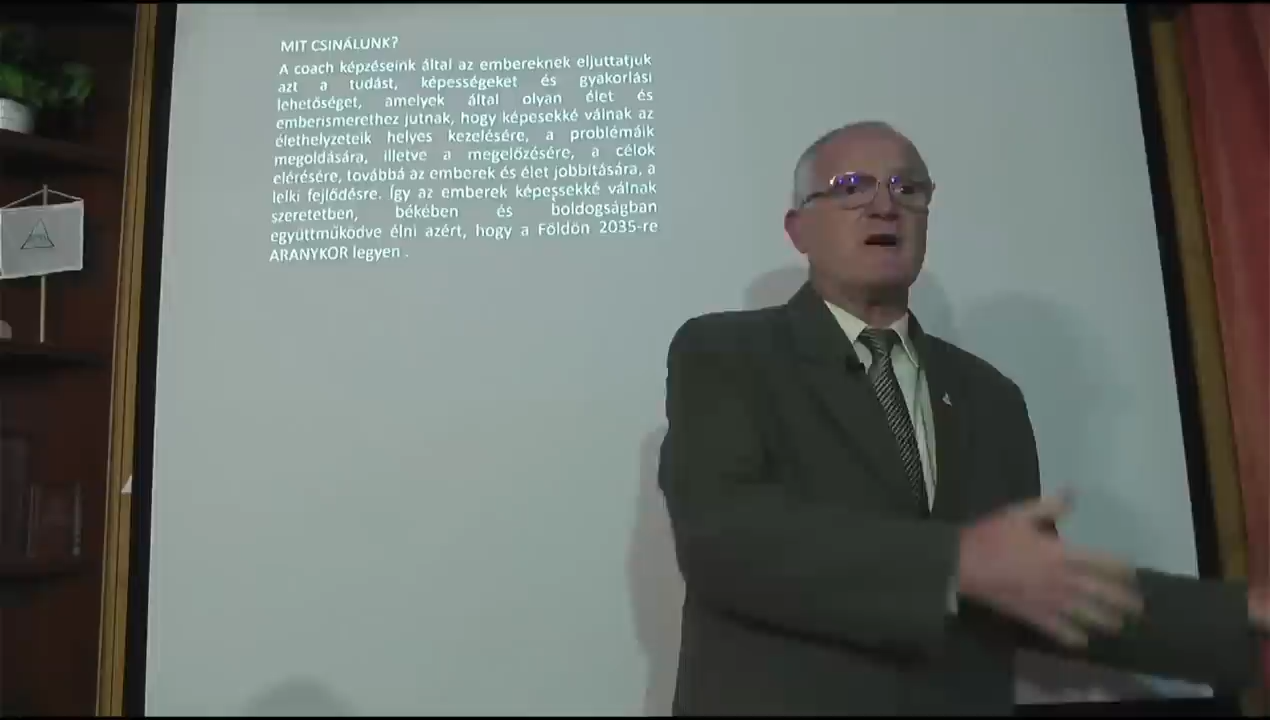 MIT CSINÁLUNK?
A coach képzéseink által az embereknek eljuttatjuk
azt a tudást, képességeket és gyakorlási
lehetőséget, amelyek által olyan élet és
emberismerethez jutnak, hogy képesekké válnak az
élethelyzeteik helyes kezelésére, a problémáik
megoldására, illetve a megelőzésére, a célok
elérésére, továbbá az emberek és élet jobbítására, a
lelki fejlődésre. Így az emberek képessekké válnak
szeretetben, békében és boldogságban
együttműködve élni azért, hogy a Földön 2035-re
ARANYKOR legyen .